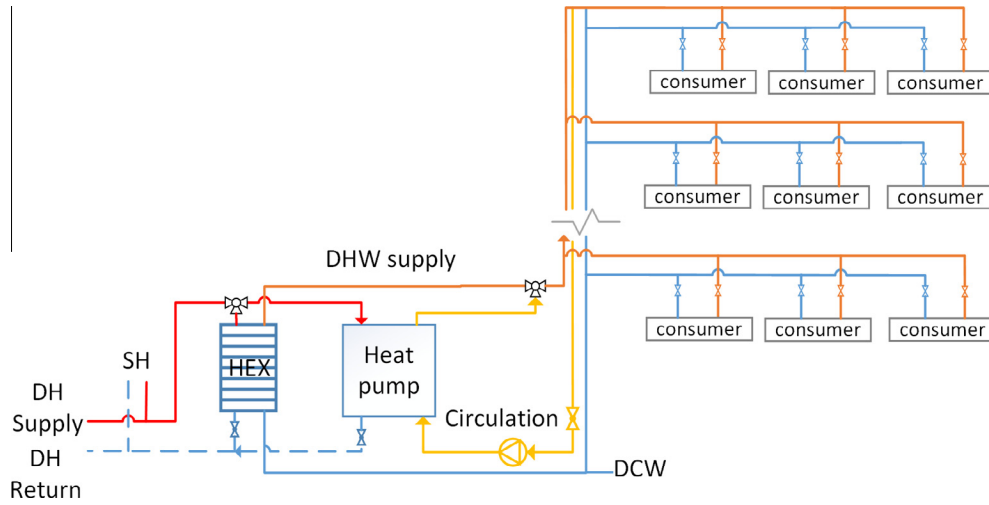 consumer
consumer
consumer
consumer
consumer
consumer
DHW supply
consumer
consumer
consumer
SH
HEX
Heat
pump
DH
Supply
Circulation
DH
Return
DCW